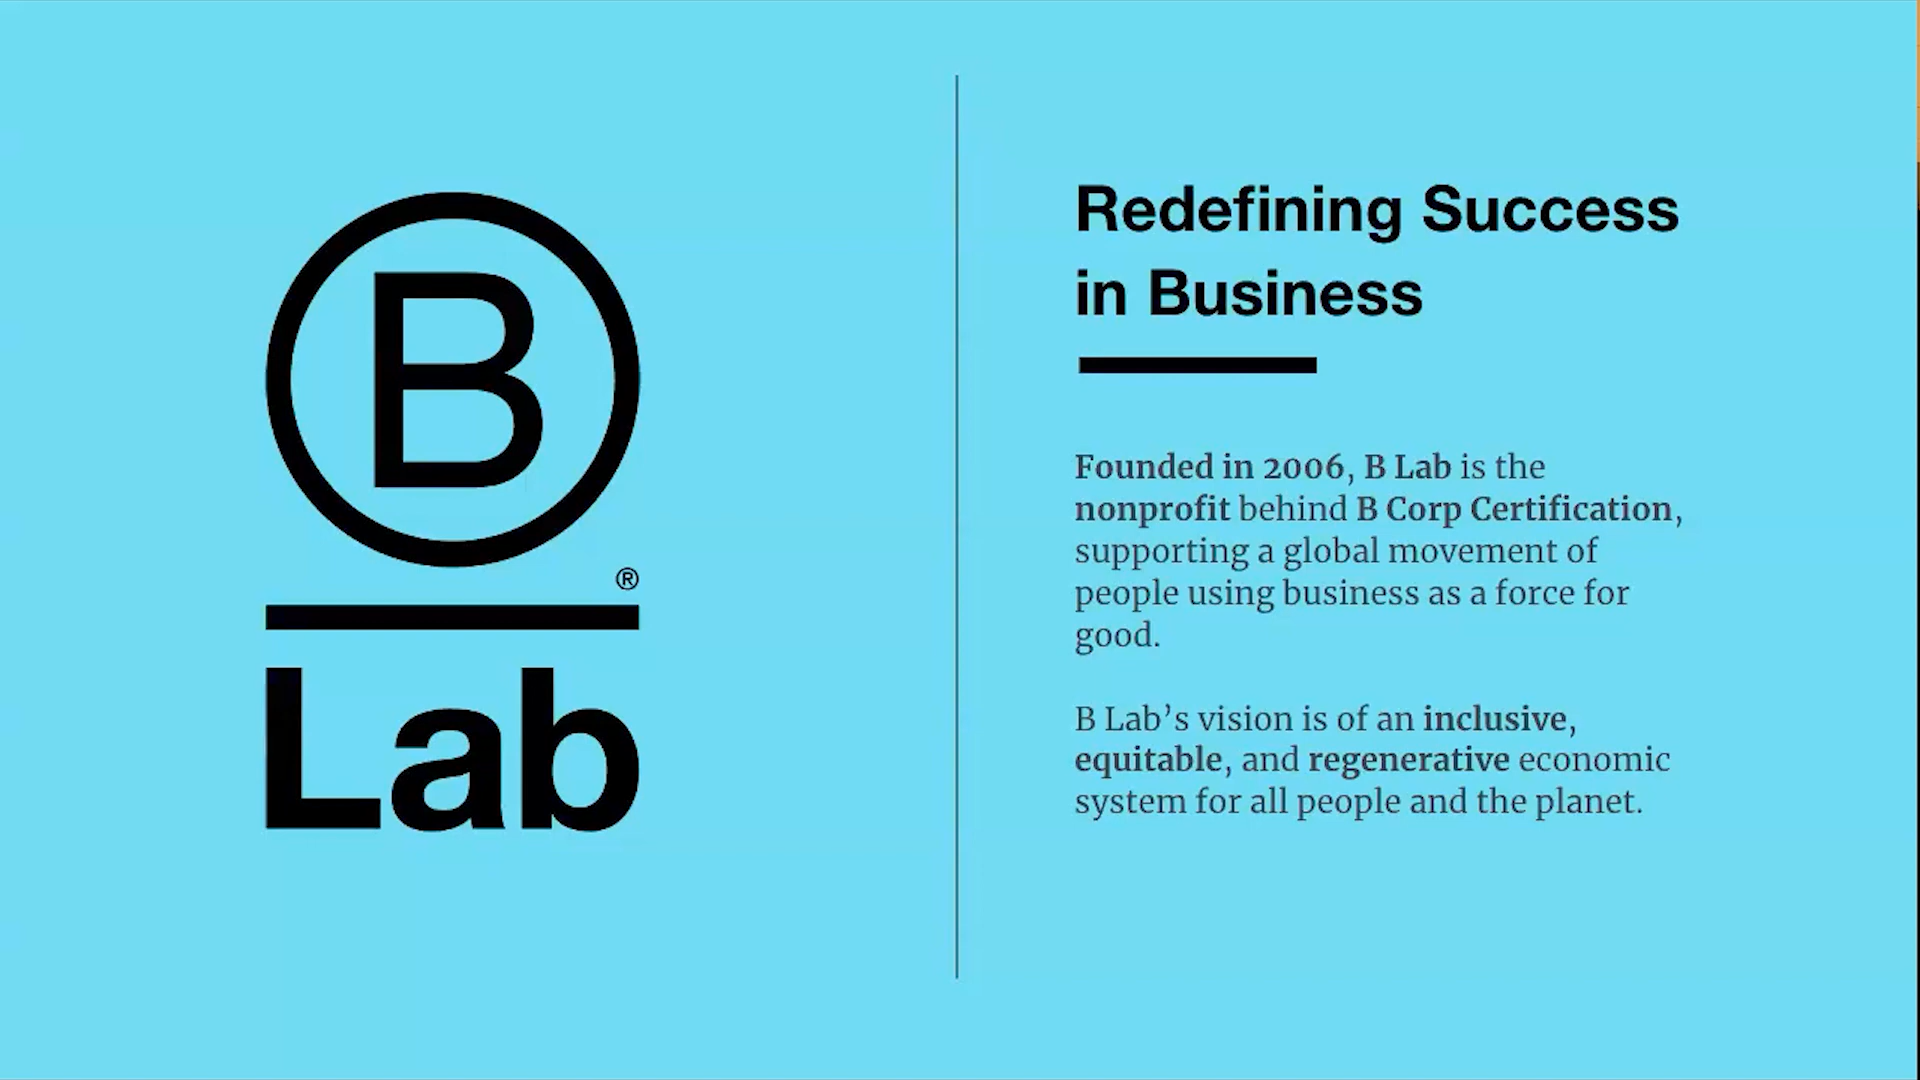 B
®
Lab
Redefining Success
in Business
Founded in 2006, B Lab is the
nonprofit behind B Corp Certification,
supporting a global movement of
people using business as a force for
good.
B Lab’s vision is of an inclusive,
equitable, and regenerative economic
system for all people and the planet.